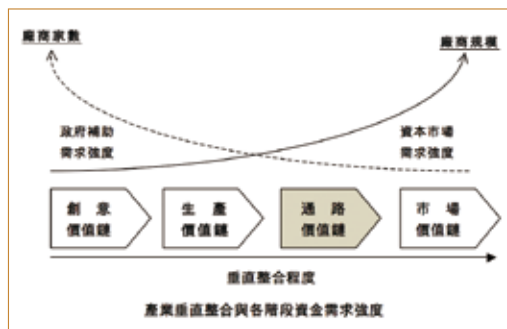 廠商家數
廠商規模
政府補助
需求強度
資本市場
需求強度
創意
價值鏈
生產
價值鏈
通路
價值鏈
市場
價值鏈
垂直整合程度
產業垂直整合與各階段資金需求強度